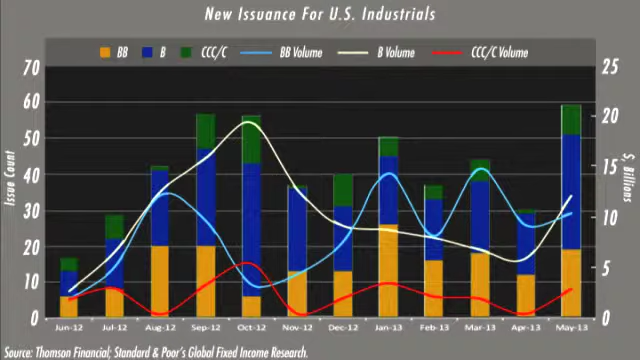 New Issuance For U.S. Industrials
BB B CCC/C BB Volume B Volume CCC/C Volume
70 25
60
20
50
15
40
30
10
20
5
10
0 0
Issue Count
$, Billions
Jun-12 Jul-12 Aug-12 Sep-12 Oct-12 Nov-12 Dec-12 Jan-13 Feb-13 Mar-13 Apr-13 May-13
Source: Thomson Financial; Standard & Poor's Global Fixed Income Research.